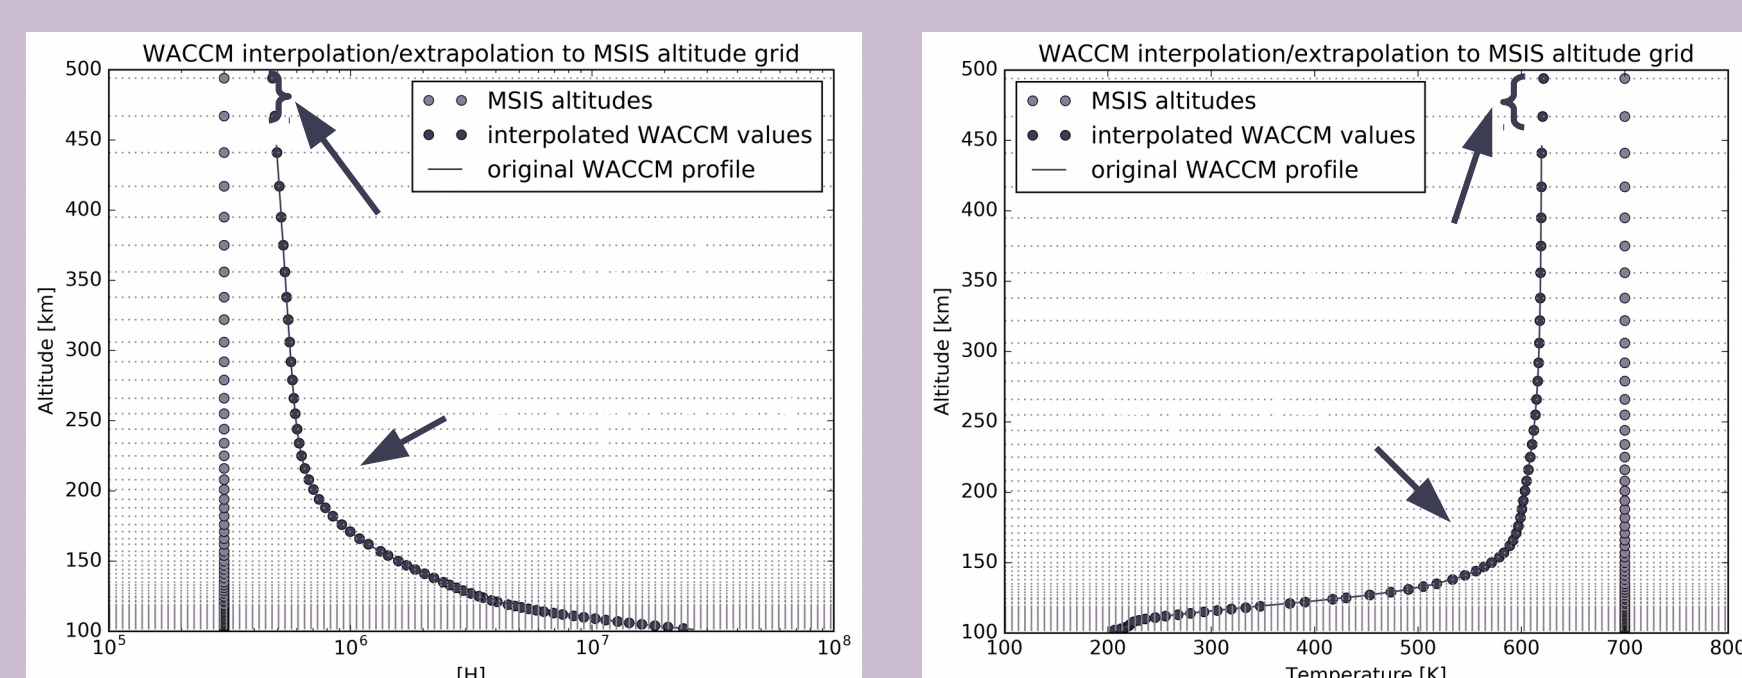 WACCM interpolation/extrapolation to MSIS altitude grid
500
450
400
350
300
250
200
150
100
Altitude [km]
MSIS altitudes
interpolated WACCM values
original WACCM profile
10^5
10^6
10^7
10^8
[H]
WACCM interpolation/extrapolation to MSIS altitude grid
500
450
400
350
300
250
200
150
100
Altitude [km]
MSIS altitudes
interpolated WACCM values
original WACCM profile
100
200
300
400
500
600
700
800
Temperature [K]